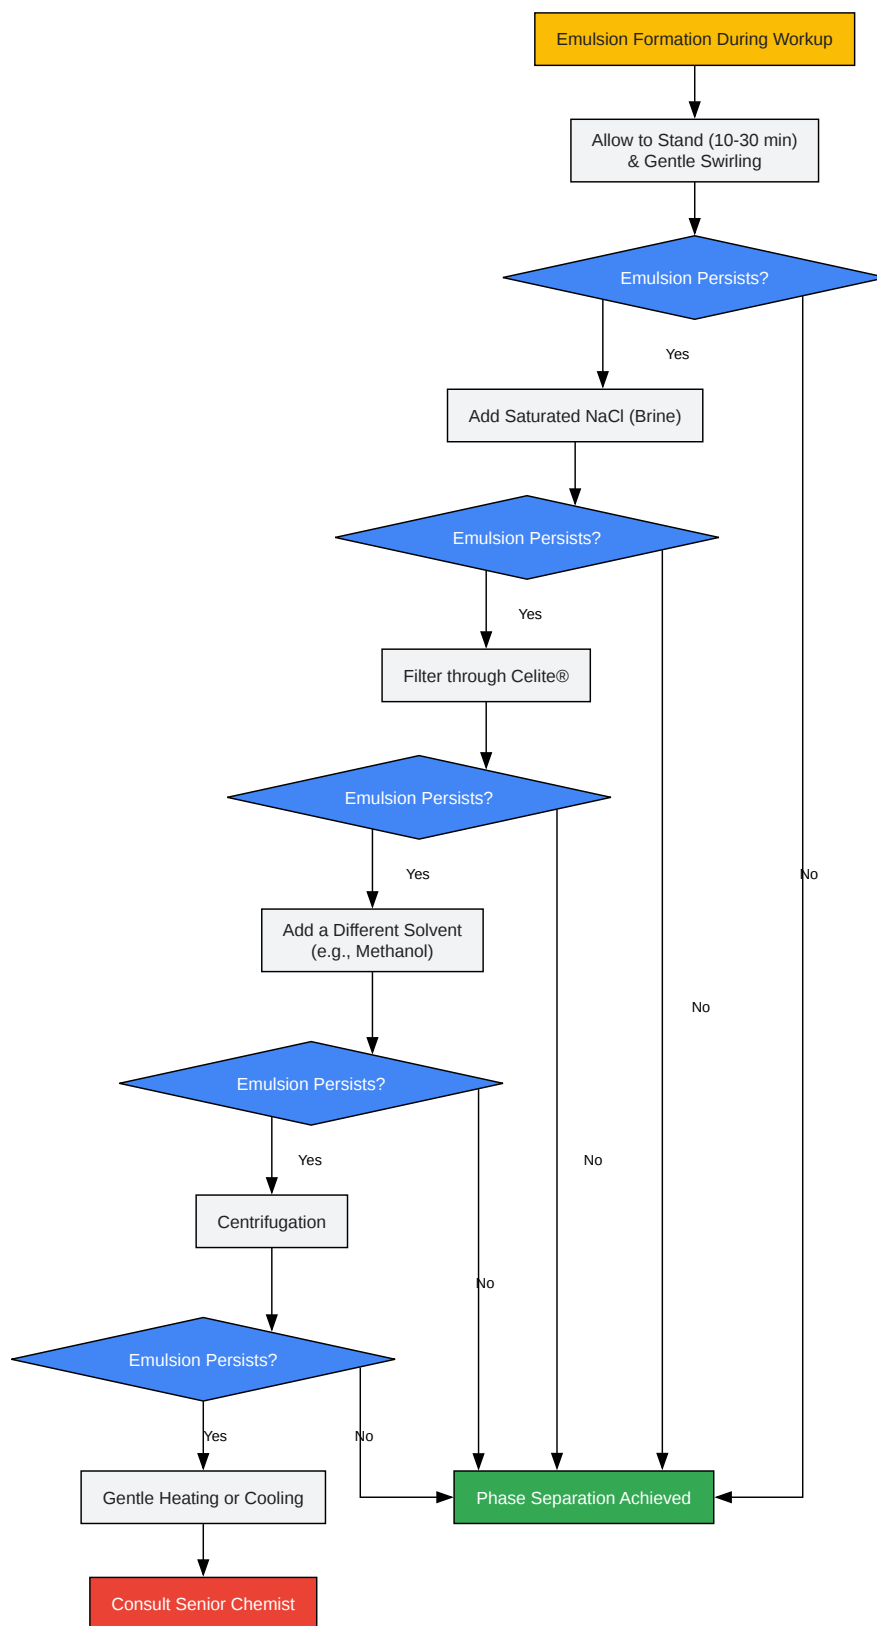 Emulsion Formation During Workup
Allow to Stand (10-30 min)
& Gentle Swirling
Emulsion Persists?
Yes
Add Saturated NaCl (Brine)
Emulsion Persists?
Yes
Filter through Celite®
Emulsion Persists?
Yes
No
Add a Different Solvent
(e.g., Methanol)
No
Emulsion Persists?
Yes
No
Centrifugation
No
Emulsion Persists?
Yes
No
Gentle Heating or Cooling
Phase Separation Achieved
Consult Senior Chemist